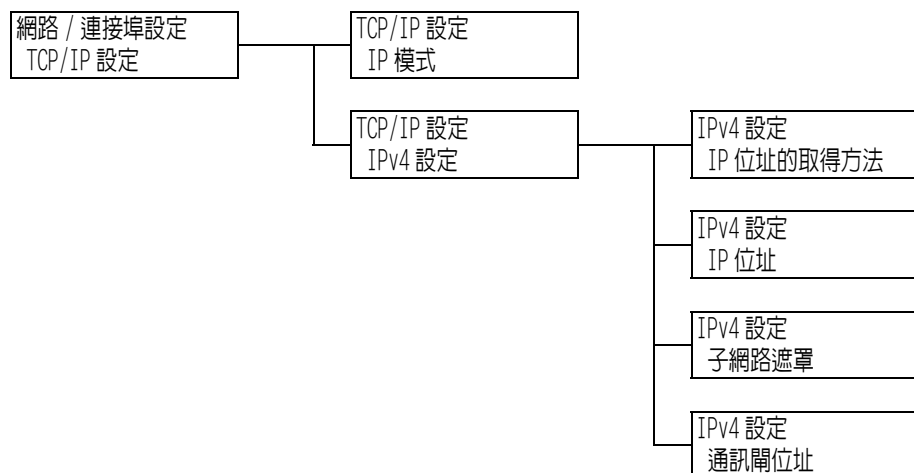 網路 / 連接埠設定
TCP/IP 設定
TCP/IP 設定
IP 模式
TCP/IP 設定
IPv4 設定
IPv4 設定
IP 位址的取得方法
IPv4 設定
IP 位址
IPv4 設定
子網路遮罩
IPv4 設定
通訊閘位址